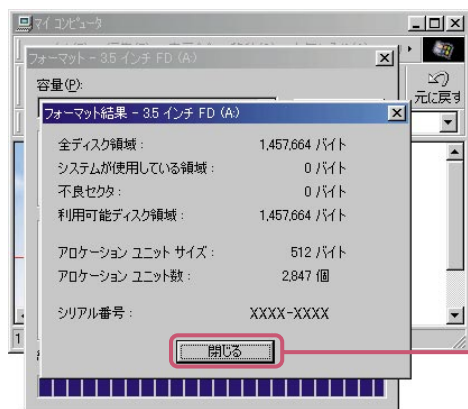 マイ コンピュータ
フォーマット - 3.5 インチ FD (A:)
容量(P):
元に戻す
フォーマット結果 - 3.5 インチ FD (A:)
全ディスク領域 : 1,457,664 バイト
システムが使用している領域 : 0 バイト
不良セクタ : 0 バイト
利用可能ディスク領域 : 1,457,664 バイト
アロケーション ユニット サイズ : 512 バイト
アロケーション ユニット数 : 2,847 個
シリアル番号 : XXXX-XXXX
閉じる
1